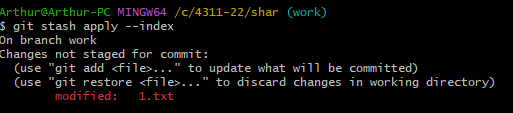 Arthur@Arthur-PC MINGW64 /c/4311-22/shar (work)
$ git stash apply --index
On branch work
Changes not staged for commit:
  (use "git add <file>..." to update what will be committed)
  (use "git restore <file>..." to discard changes in working directory)
        modified:   1.txt